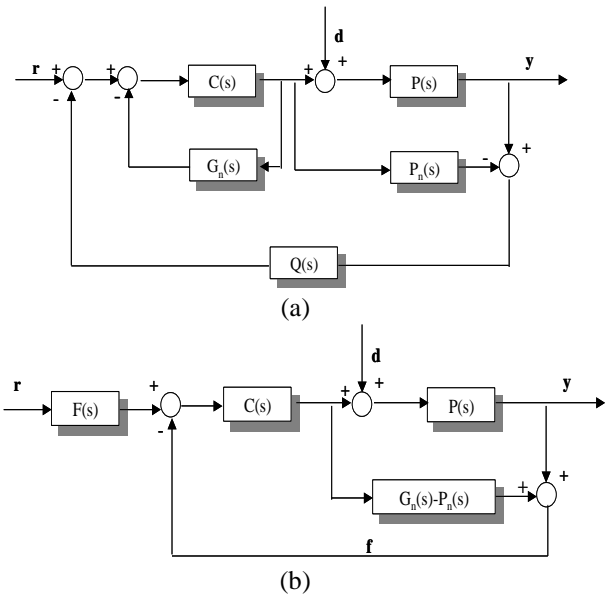 d
r + + + + y
- - C(s) + P(s)
Gₙ(s) Pₙ(s) - +
Q(s)
(a)
d
r + + + y
F(s) - C(s) P(s)
Gₙ(s)-Pₙ(s) + +
f
(b)